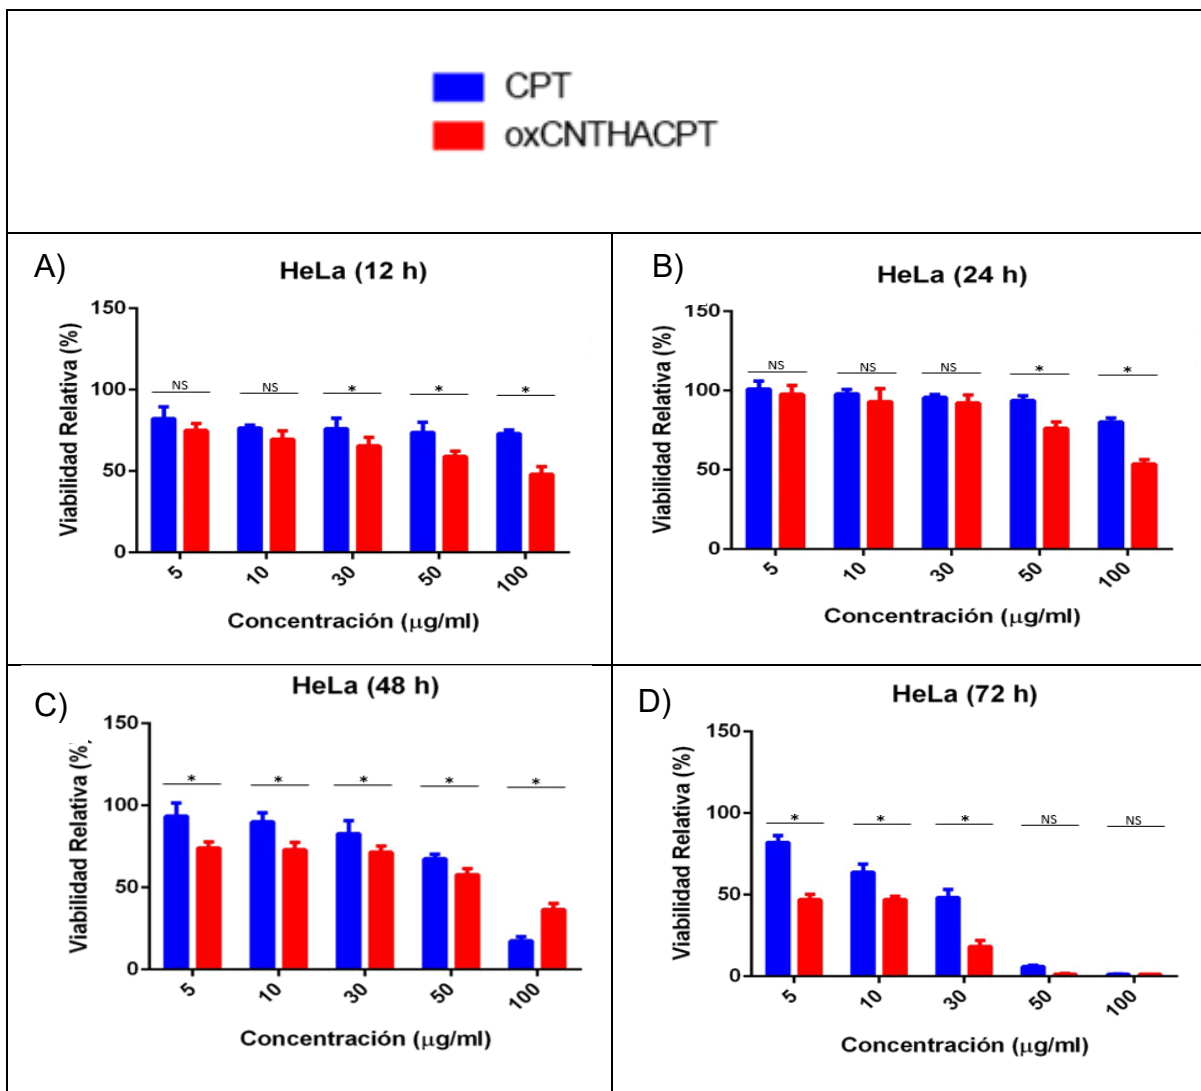 CPT
oxCNTHACPT
A)
HeLa (12 h)
Viabilidad Relativa (%)
150
100
50
0
NS
NS
*
*
*
5
10
30
50
100
Concentración (µg/ml)
B)
HeLa (24 h)
Viabilidad Relativa (%)
150
100
50
0
NS
NS
NS
*
*
5
10
30
50
100
Concentración (µg/ml)
C)
HeLa (48 h)
Viabilidad Relativa (%
150
100
50
0
*
*
*
*
*
5
10
30
50
100
Concentración (µg/ml)
D)
HeLa (72 h)
Viabilidad Relativa (%)
150
100
50
0
*
*
*
NS
NS
5
10
30
50
100
Concentración (µg/ml)